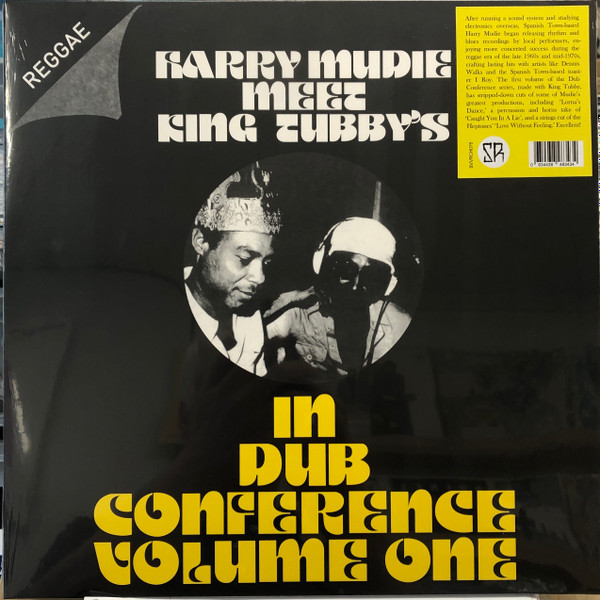 REGGAE
HARRY MUDIE
MEET
KING TUBBY'S
After running a sound system and studying
electronics overseas, Spanish Town-based
Harry Mudie began releasing rhythm and
blues recordings by local performers, en-
joying more concerted success during the
reggae era of the late 1960s and mid-1970s,
crafting lasting hits with artists like Dennis
Walks and the Spanish Town-based toast-
er I Roy. The first volume of the Dub
Conference series, made with King Tubby,
has stripped-down cuts of some of Mudie's
greatest productions, including 'Lorna's
Dance,' a percussion and horns take of
'Caught You In A Lie', and a strings cut of the
Heptones' 'Love Without Feeling.' Excellent!
SR
IN
DUB
CONFERENCE
VOLUME ONE